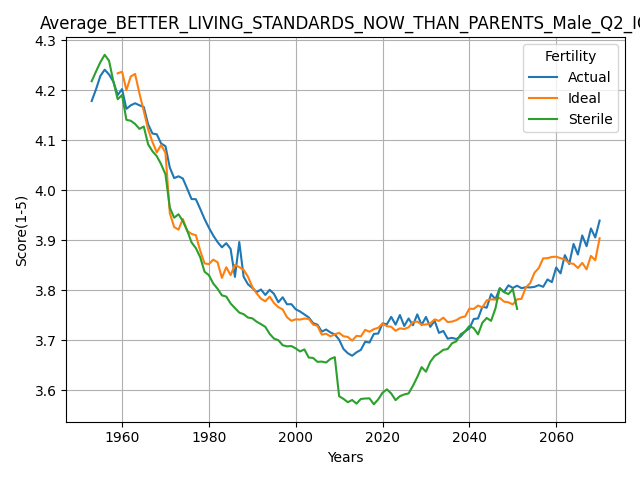 Average_BETTER_LIVING_STANDARDS_NOW_THAN_PARENTS_Male_Q2_IQ
4.3
4.2
4.1
4.0
3.9
3.8
3.7
3.6
Score(1-5)
Fertility
Actual
Ideal
Sterile
1960
1980
2000
2020
2040
2060
Years